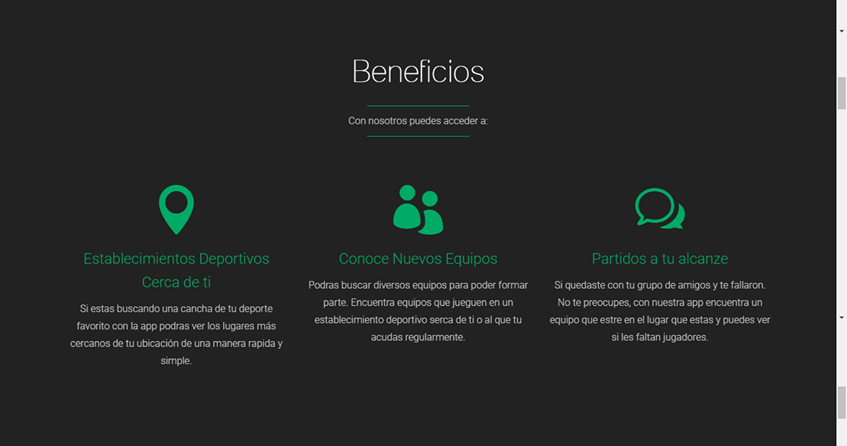 Beneficios
Con nosotros puedes acceder a:
Establecimientos Deportivos
Cerca de ti
Si estas buscando una cancha de tu deporte
favorito con la app podras ver los lugares más
cercanos de tu ubicación de una manera rapida y
simple.
Conoce Nuevos Equipos
Podras buscar diversos equipos para poder formar
parte. Encuentra equipos que jueguen en un
establecimiento deportivo serca de ti o al que tu
acudas regularmente.
Partidos a tu alcanze
Si quedaste con tu grupo de amigos y te fallaron.
No te preocupes, con nuestra app encuentra un
equipo que estre en el lugar que estas y puedes ver
si les faltan jugadores.